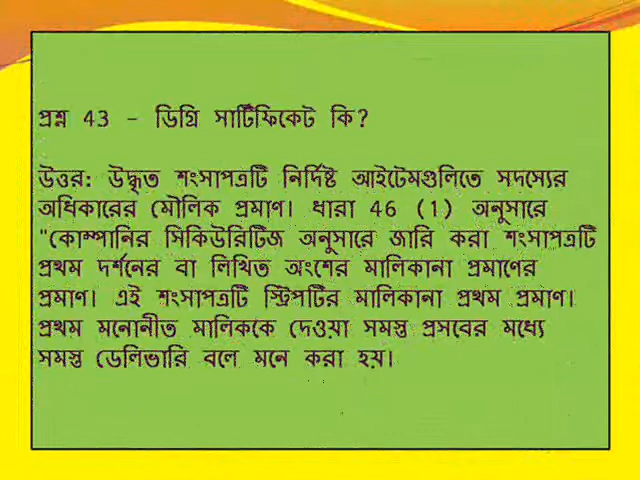 প্রশ্ন 43 - ডিগ্রি সার্টিফিকেট কি?
উত্তর: উদ্ধৃত শংসাপত্রটি নির্দিষ্ট আইটেমগুলিতে সদস্যের
অধিকারের মৌলিক প্রমাণ। ধারা 46 (1) অনুসারে
"কোম্পানির সিকিউরিটিজ অনুসারে জারি করা শংসাপত্রটি
প্রথম দর্শনের বা লিখিত অংশের মালিকানা প্রমাণের
প্রমাণ। এই শংসাপত্রটি স্ট্রিপটির মালিকানা প্রথম প্রমাণ।
প্রথম মনোনীত মালিককে দেওয়া সমস্ত প্রসবের মধ্যে
সমস্ত ডেলিভারি বলে মনে করা হয়।